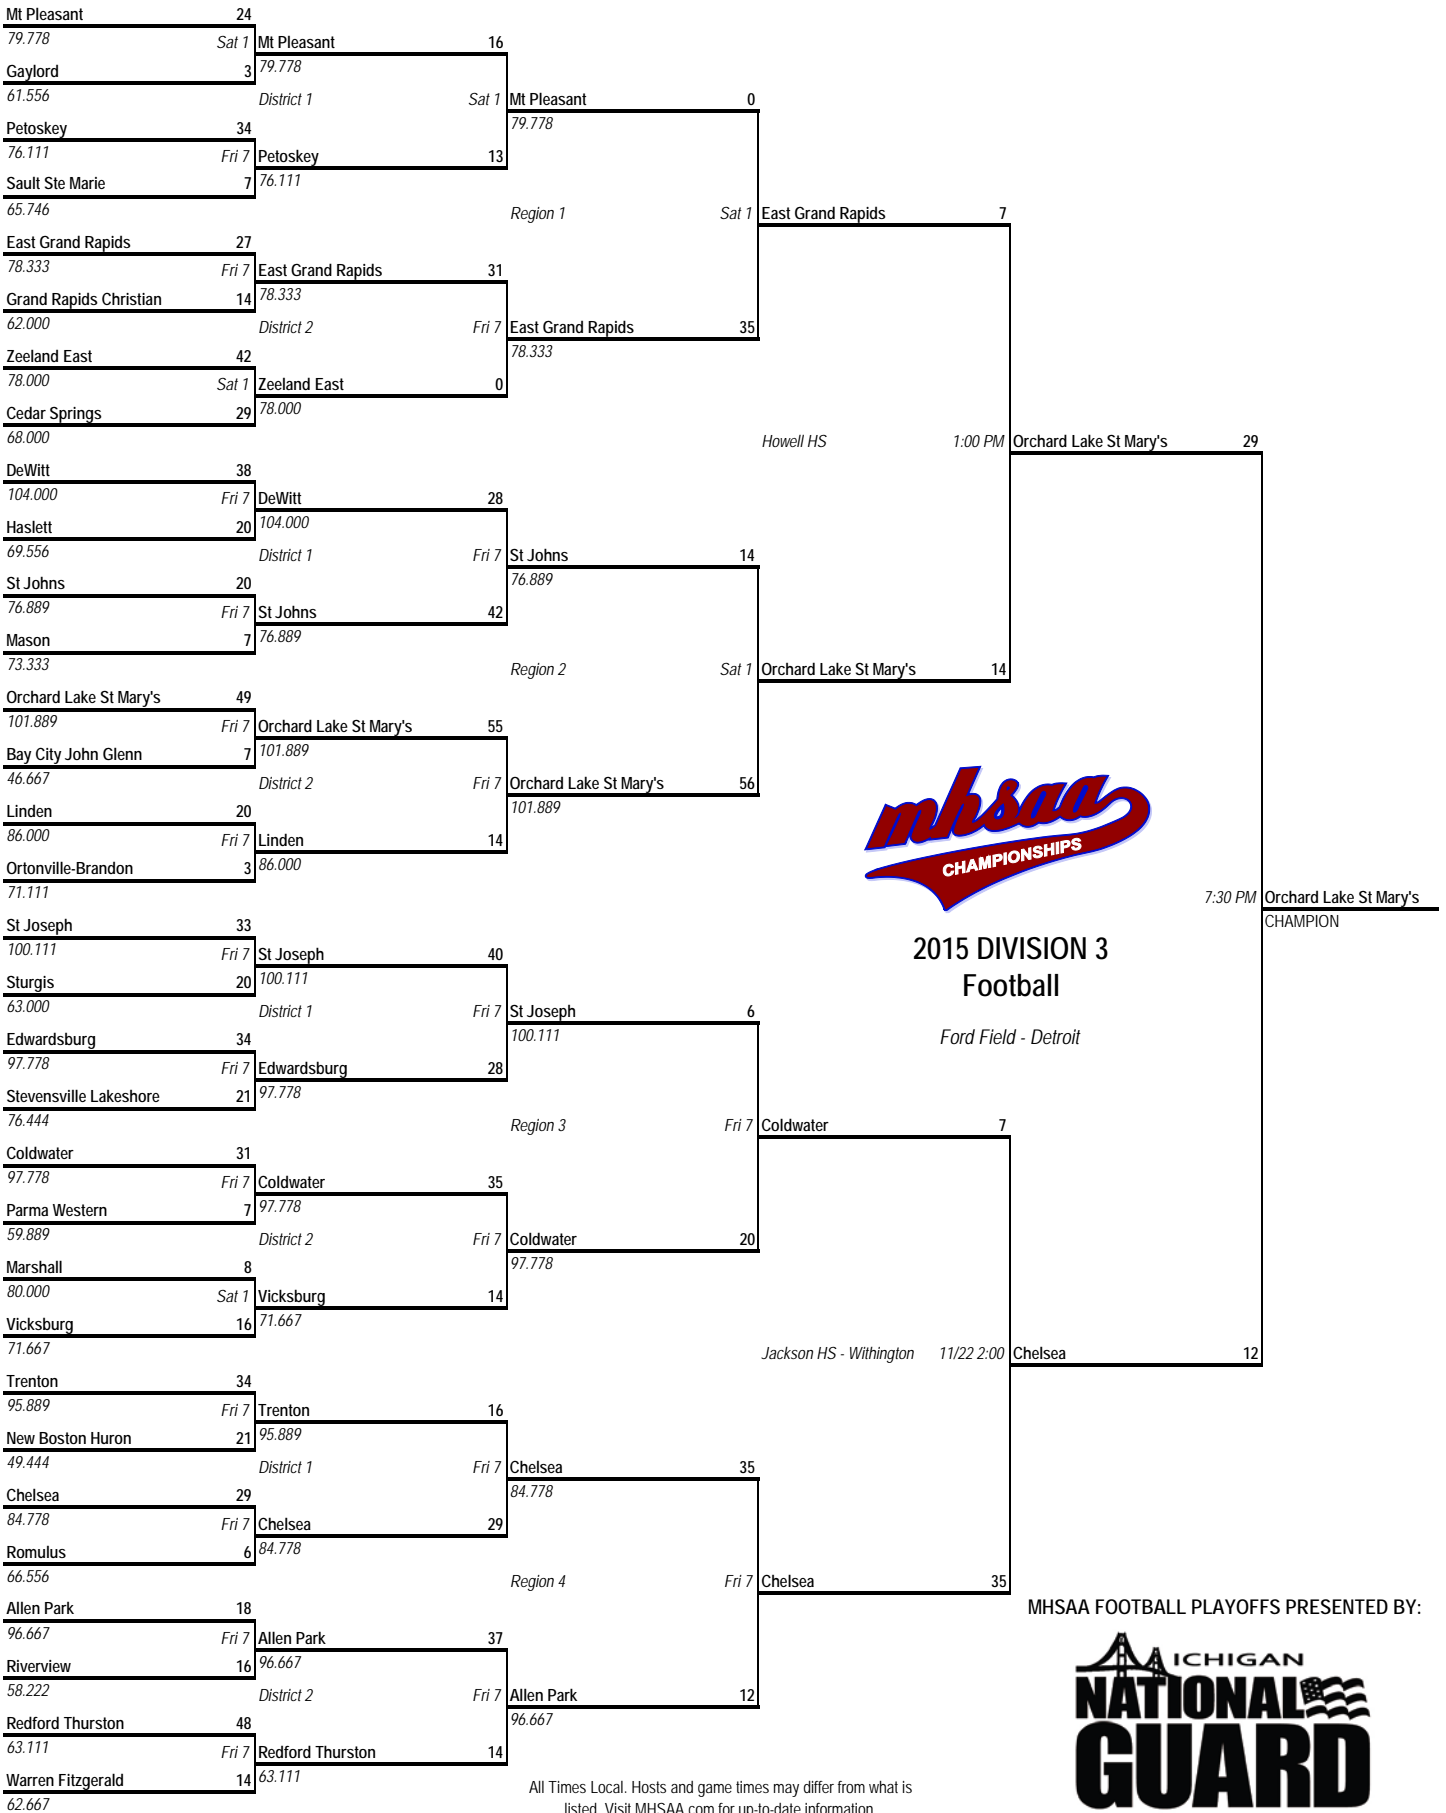 Mt Pleasant 24
79.778 Sat 1
Gaylord 3
61.556
Petoskey 34
76.111 Fri 7
Sault Ste Marie 7
65.746
East Grand Rapids 27
78.333 Fri 7
Grand Rapids Christian 14
62.000
Zeeland East 42
78.000 Sat 1
Cedar Springs 29
68.000
DeWitt 38
104.000 Fri 7
Haslett 20
69.556
St Johns 20
76.889 Fri 7
Mason 7
73.333
Orchard Lake St Mary's 49
101.889 Fri 7
Bay City John Glenn 7
46.667
Linden 20
86.000 Fri 7
Ortonville-Brandon 3
71.111
St Joseph 33
100.111 Fri 7
Sturgis 20
63.000
Edwardsburg 34
97.778 Fri 7
Stevensville Lakeshore 21
76.444
Coldwater 31
97.778 Fri 7
Parma Western 7
59.889
Marshall 8
80.000 Sat 1
Vicksburg 16
71.667
Trenton 34
95.889 Fri 7
New Boston Huron 21
49.444
Chelsea 29
84.778 Fri 7
Romulus 6
66.556
Allen Park 18
96.667 Fri 7
Riverview 16
58.222
Redford Thurston 48
63.111 Fri 7
Warren Fitzgerald 14
62.667
Mt Pleasant 16
79.778
District 1 Sat 1
Petoskey 13
76.111
East Grand Rapids 31
78.333
District 2 Fri 7
Zeeland East 0
78.000
DeWitt 28
104.000
District 1 Fri 7
St Johns 42
76.889
Orchard Lake St Mary's 55
101.889
District 2 Fri 7
Linden 14
86.000
St Joseph 40
100.111
District 1 Fri 7
Edwardsburg 28
97.778
Coldwater 35
97.778
District 2 Fri 7
Vicksburg 14
71.667
Trenton 16
95.889
District 1 Fri 7
Chelsea 29
84.778
Allen Park 37
96.667
District 2 Fri 7
Redford Thurston 14
63.111
Mt Pleasant 0
79.778
Region 1 Sat 1
East Grand Rapids 35
78.333
St Johns 14
76.889
Region 2 Sat 1
Orchard Lake St Mary's 56
101.889
St Joseph 6
100.111
Region 3 Fri 7
Coldwater 20
97.778
Chelsea 35
84.778
Region 4 Fri 7
Allen Park 12
96.667
East Grand Rapids 7
Howell HS 1:00 PM
Orchard Lake St Mary's 14
Coldwater 7
Jackson HS - Withington 11/22 2:00
Chelsea 35
Orchard Lake St Mary's 29
7:30 PM
Chelsea 12
Orchard Lake St Mary's
CHAMPION
mhsaa
CHAMPIONSHIPS
2015 DIVISION 3
Football
Ford Field - Detroit
MHSAA FOOTBALL PLAYOFFS PRESENTED BY:
MICHIGAN
NATIONAL
GUARD
All Times Local. Hosts and game times may differ from what is
listed. Visit MHSAA.com for up-to-date information